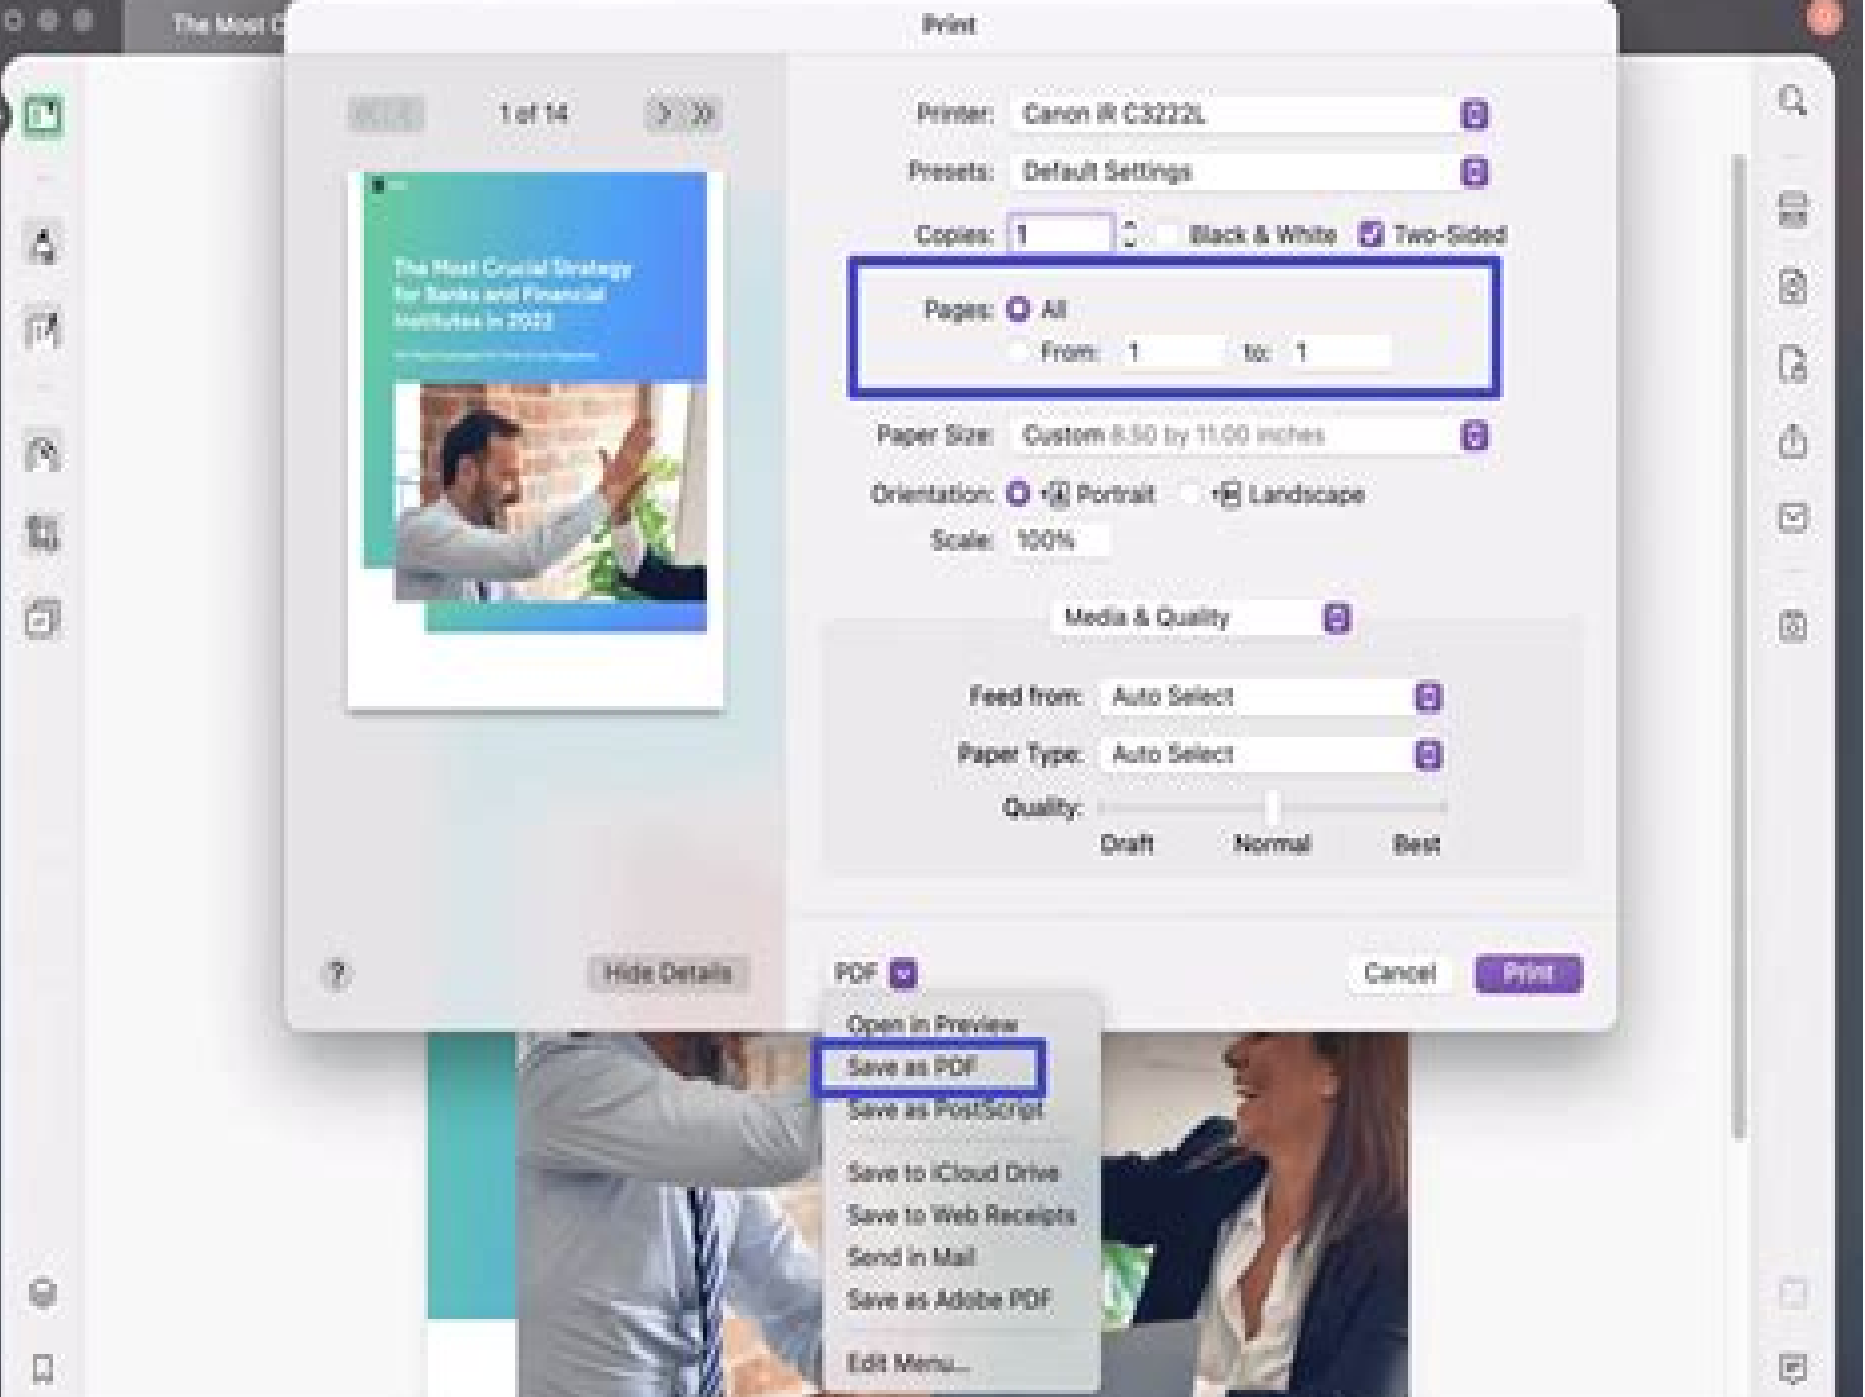 The Most C
Print
1 of 14
The Most Crucial Strategy
for Banks and Financial
Institutes in 2022
Printer: Canon iR C3222L
Presets: Default Settings
Copies: 1 Black & White Two-Sided
Pages: All
From: 1 to: 1
Paper Size: Custom 8.50 by 11.00 inches
Orientation: Portrait Landscape
Scale: 100%
Media & Quality
Feed from: Auto Select
Paper Type: Auto Select
Quality:
Draft Normal Best
? Hide Details PDF Cancel Print
Open in Preview
Save as PDF
Save as PostScript
Save to iCloud Drive
Save to Web Receipts
Send in Mail
Save as Adobe PDF
Edit Menu...